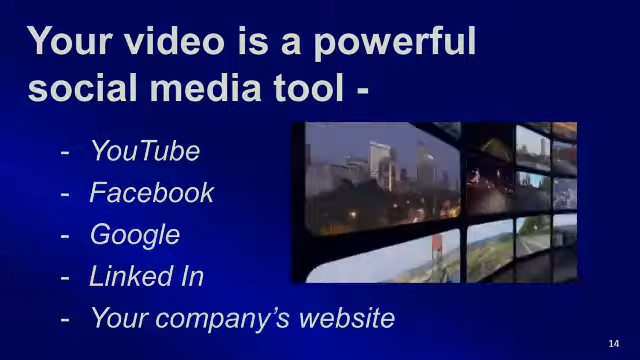 Your video is a powerful
social media tool -
- YouTube
- Facebook
- Google
- Linked In
- Your company's website
14